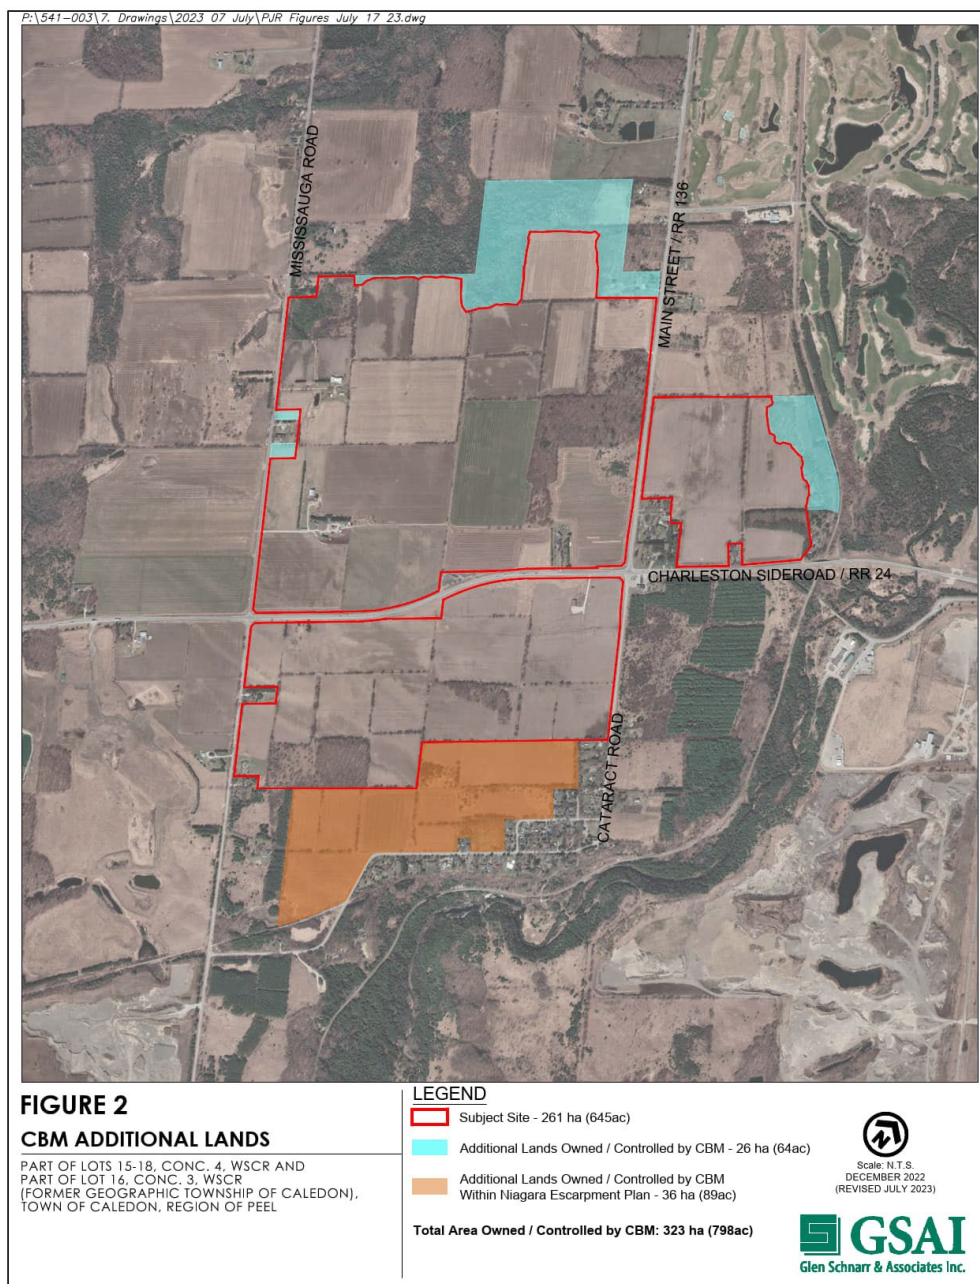 P:\541-003\7. Drawings\2023 07 July\PJR Figures July 17 23.dwg
MISSISSAUGA ROAD
MAIN STREET / RR 136
CHARLESTON SIDEROAD / RR 24
CATARACT ROAD
FIGURE 2
CBM ADDITIONAL LANDS
PART OF LOTS 15-18, CONC. 4, WSCR AND
PART OF LOT 16, CONC. 3, WSCR
(FORMER GEOGRAPHIC TOWNSHIP OF CALEDON),
TOWN OF CALEDON, REGION OF PEEL
LEGEND
Subject Site - 261 ha (645ac)
Additional Lands Owned / Controlled by CBM - 26 ha (64ac)
Additional Lands Owned / Controlled by CBM
Within Niagara Escarpment Plan - 36 ha (89ac)
Total Area Owned / Controlled by CBM: 323 ha (798ac)
Scale: N.T.S.
DECEMBER 2022
(REVISED JULY 2023)
GSAI
Glen Schnarr & Associates Inc.